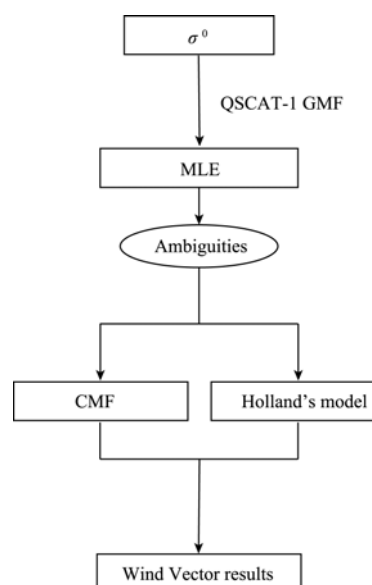 σ⁰
QSCAT-1 GMF
MLE
Ambiguities
CMF
Holland's model
Wind Vector results